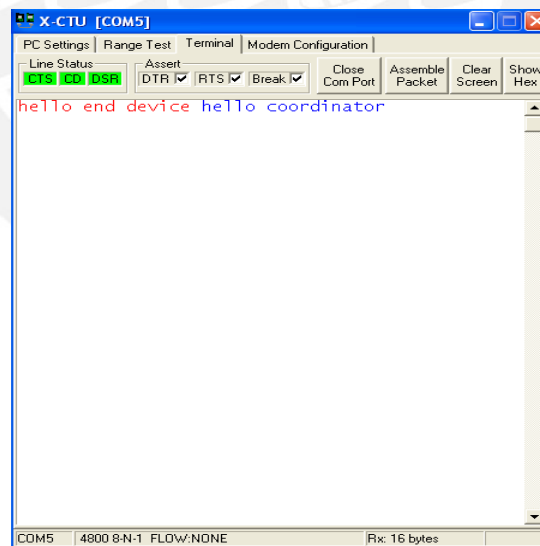 X-CTU [COM5]
PC Settings Range Test Terminal Modem Configuration
Line Status
CTS CD DSR
Assert
DTR RTS Break
Close Com Port
Assemble Packet
Clear Screen
Show Hex
hello end device hello coordinator
COM5 4800 8-N-1 FLOW:NONE Rx: 16 bytes